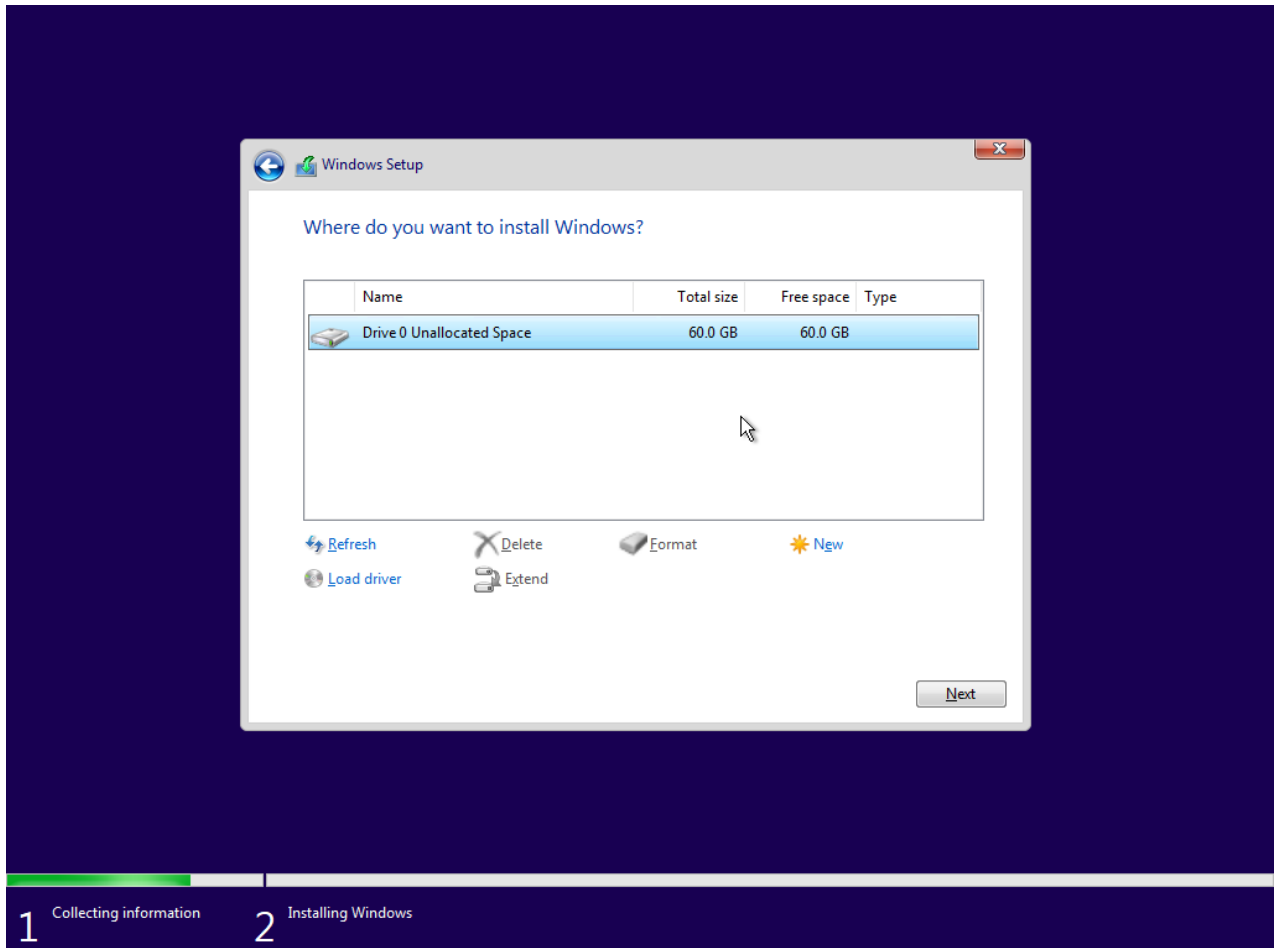 Windows Setup
Where do you want to install Windows?
Name Total size Free space Type
Drive 0 Unallocated Space 60.0 GB 60.0 GB
Refresh Delete Format New
Load driver Extend
Next
1 Collecting information 2 Installing Windows